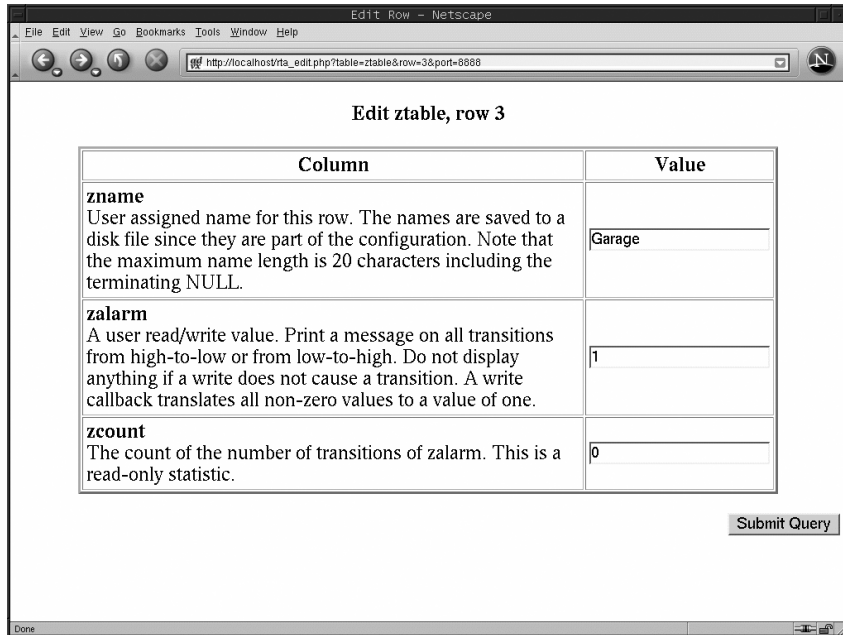 Edit Row – Netscape
File Edit View Go Bookmarks Tools Window Help
http://localhost/rta_edit.php?table=ztable&row=3&port=8888
N
Edit ztable, row 3
Column Value
zname
User assigned name for this row. The names are saved to a
disk file since they are part of the configuration. Note that
the maximum name length is 20 characters including the
terminating NULL.
Garage
zalarm
A user read/write value. Print a message on all transitions
from high-to-low or from low-to-high. Do not display
anything if a write does not cause a transition. A write
callback translates all non-zero values to a value of one.
1
zcount
The count of the number of transitions of zalarm. This is a
read-only statistic.
0
Submit Query
Done